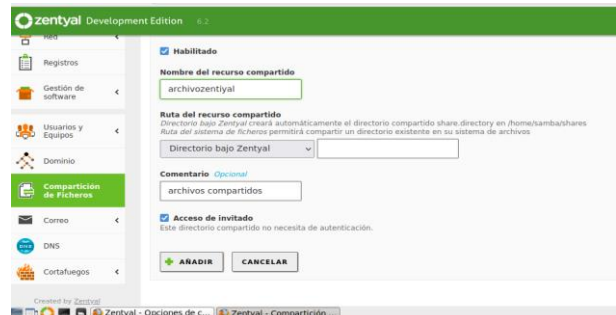 zentyal Development Edition 6.2
Red
Habilitado
Registros
Nombre del recurso compartido
Gestión de software
archivozentiyal
Ruta del recurso compartido
Directorio bajo Zentyal creará automáticamente el directorio compartido share.directory en /home/samba/shares
Ruta del sistema de ficheros permitirá compartir un directorio existente en su sistema de archivos
Usuarios y Equipos
Directorio bajo Zentyal
Dominio
Comentario Opcional
Compartición de Ficheros
archivos compartidos
Correo
Acceso de invitado
Este directorio compartido no necesita de autenticación.
DNS
AÑADIR CANCELAR
Cortafuegos
Created by Zentyal
Zentyal - Opciones de c... Zentyal - Compartición...